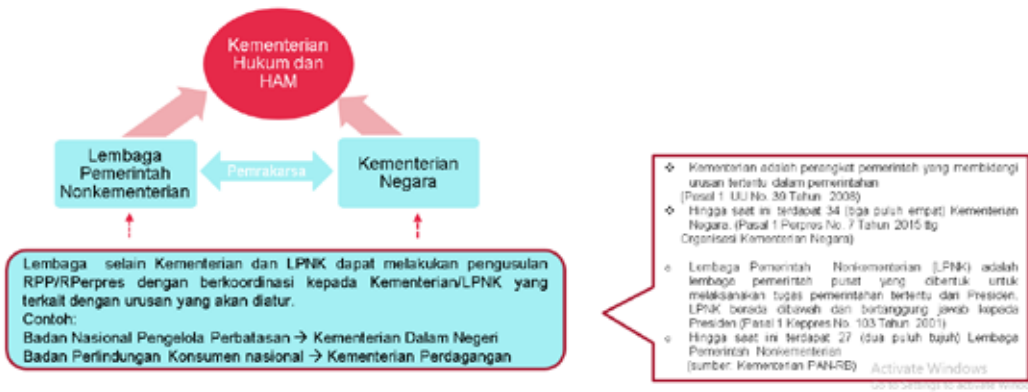 Kementerian
Hukum dan
HAM
Lembaga
Pemerintah
Nonkementerian
Pemrakarsa
Kementerian
Negara
Lembaga selain Kementerian dan LPNK dapat melakukan pengusulan
RPP/RPerpres dengan berkoordinasi kepada Kementerian/LPNK yang
terkait dengan urusan yang akan diatur.
Contoh:
Badan Nasional Pengelola Perbatasan → Kementerian Dalam Negeri
Badan Perlindungan Konsumen nasional → Kementerian Perdagangan
❖ Kementerian adalah perangkat pemerintah yang membidangi
urusan tertentu dalam pemerintahan
(Pasal 1 UU No. 39 Tahun 2008)
❖ Hingga saat ini terdapat 34 (tiga puluh empat) Kementerian
Negara. (Pasal 1 Perpres No. 7 Tahun 2015 ttg
Organisasi Kementerian Negara)
o Lembaga Pemerintah Nonkementerian (LPNK) adalah
lembaga pemerintah pusat yang dibentuk untuk
melaksanakan tugas pemerintahan tertentu dari Presiden.
LPNK berada dibawah dan bertanggung jawab kepada
Presiden (Pasal 1 Keppres No. 103 Tahun 2001)
o Hingga saat ini terdapat 27 (dua puluh tujuh) Lembaga
Pemerintah Nonkementerian
(sumber: Kementerian PAN-RB)
Activate Windows
Go to Settings to activate Windo